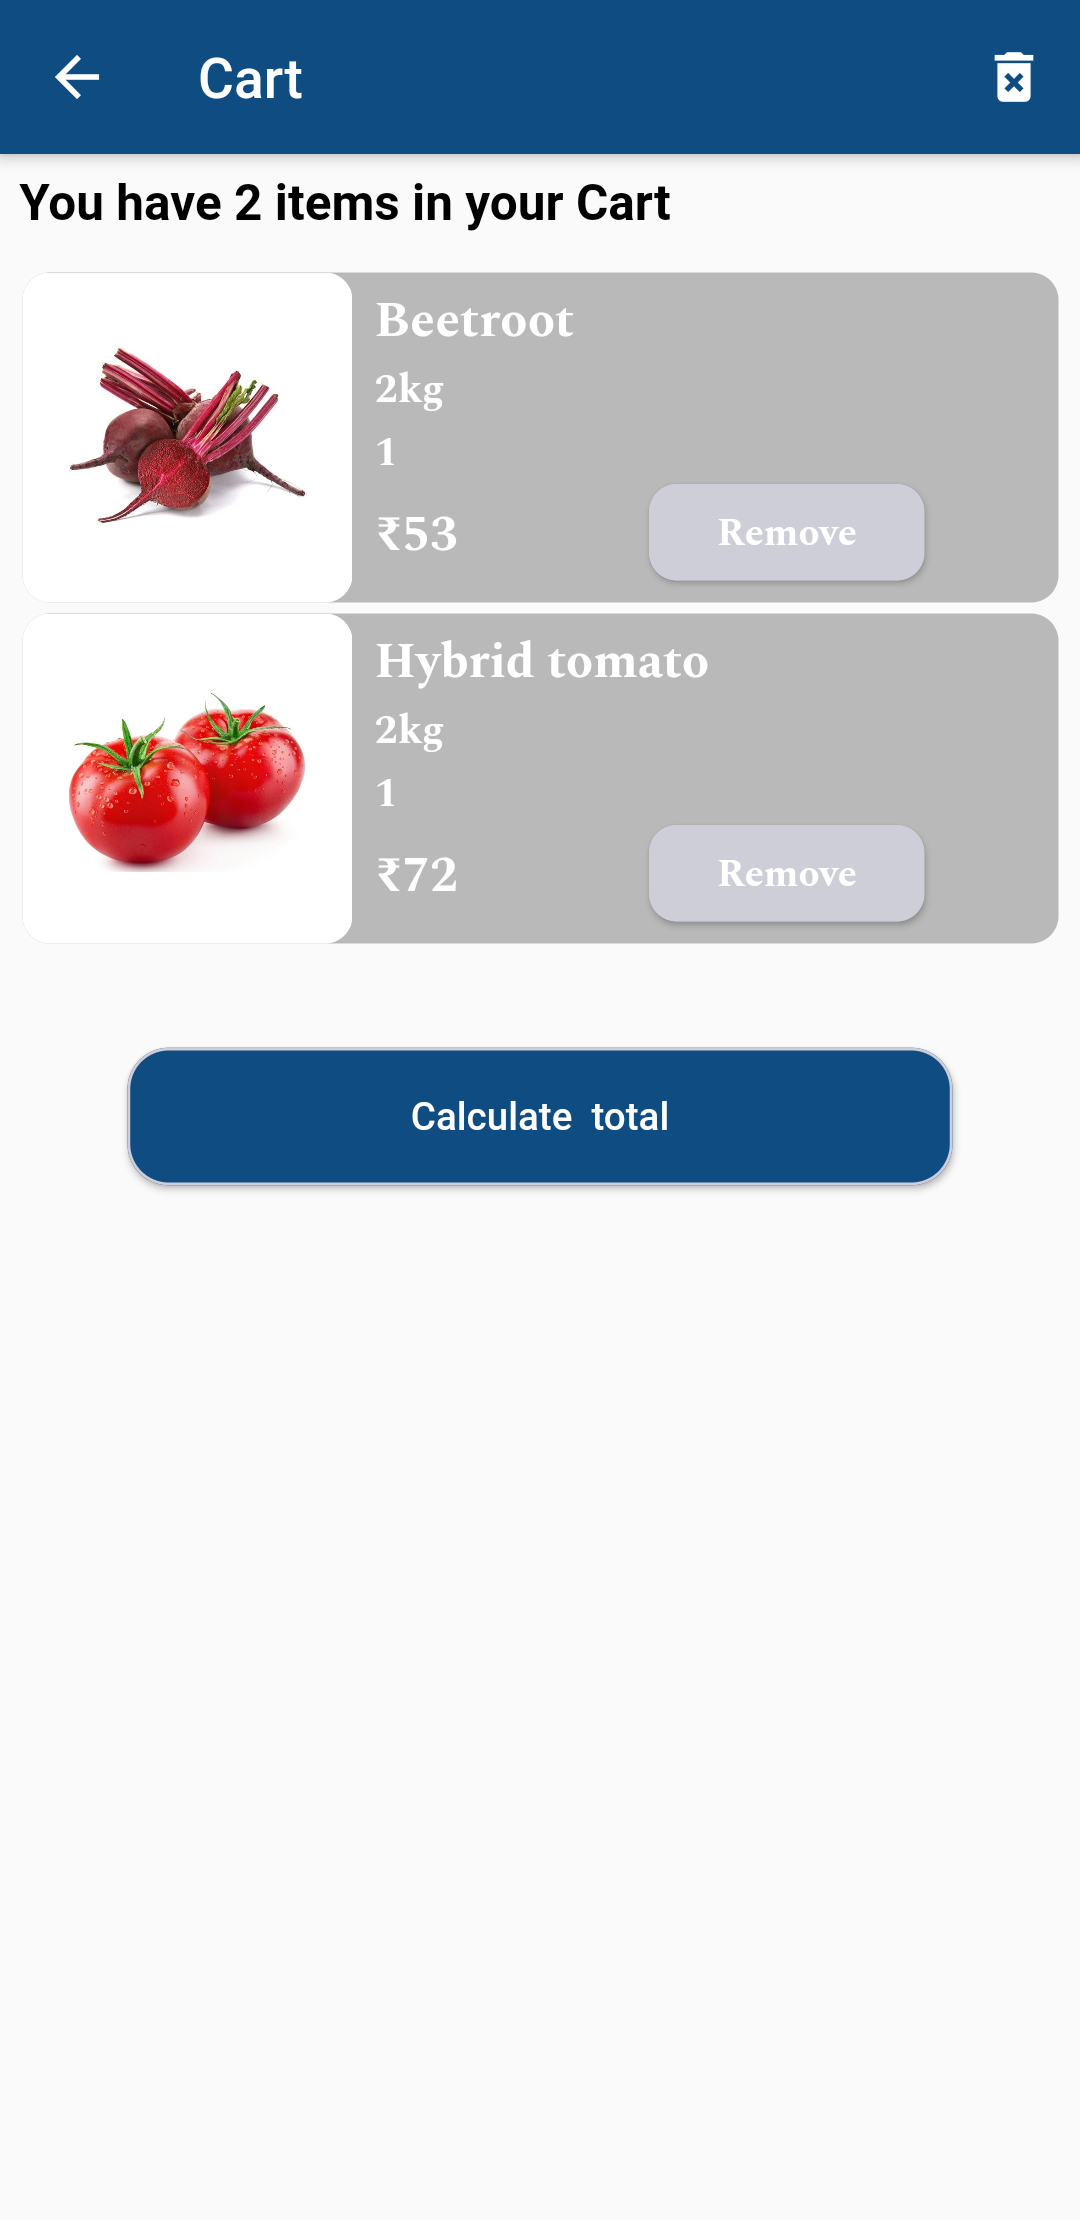 Cart
You have 2 items in your Cart
Beetroot
2kg
1
₹53
Remove
Hybrid tomato
2kg
1
₹72
Remove
Calculate  total